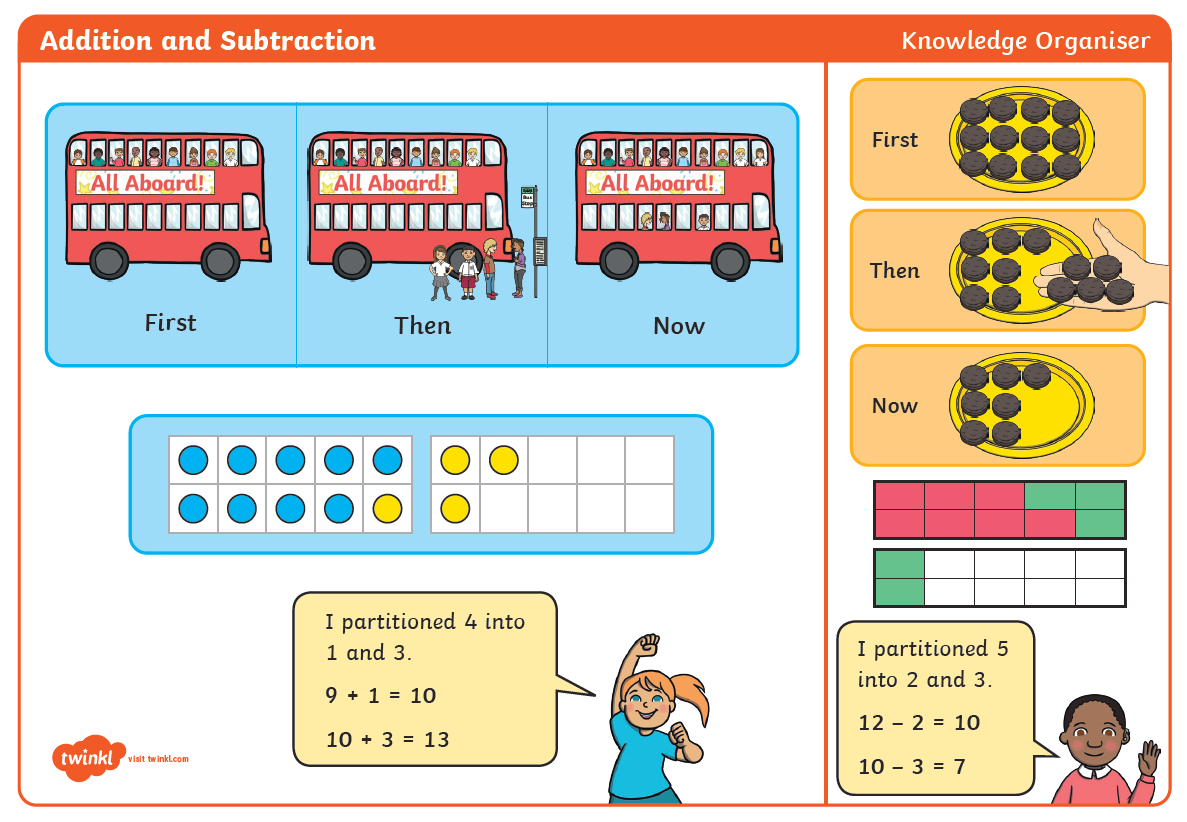 Addition and Subtraction
Knowledge Organiser
All Aboard!
All Aboard!
All Aboard!
Bus
Stop
First
Then
Now
I partitioned 4 into
1 and 3.
9 + 1 = 10
10 + 3 = 13
twinkl
visit twinkl.com
First
Then
Now
I partitioned 5
into 2 and 3.
12 – 2 = 10
10 – 3 = 7